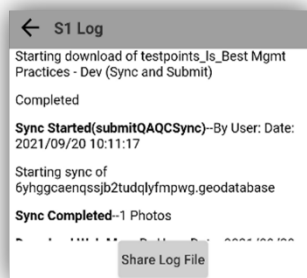 S1 Log
Starting download of testpoints_ls_Best Mgmt
Practices - Dev (Sync and Submit)
Completed
Sync Started(submitQAQCSync)--By User: Date:
2021/09/20 10:11:17
Starting sync of
6yhggcaenqssjb2tudqlyfmpwg.geodatabase
Sync Completed--1 Photos
Share Log File